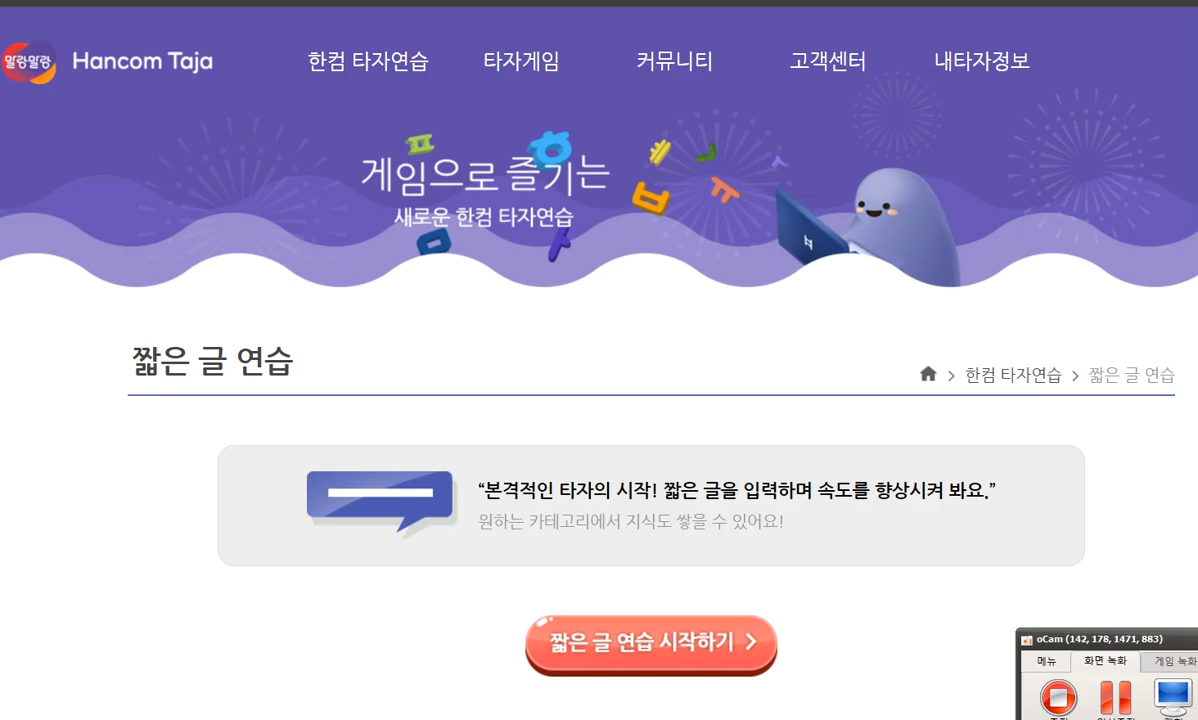 말랑말랑 Hancom Taja 한컴 타자연습 타자게임 커뮤니티 고객센터 내타자정보
게임으로 즐기는
새로운 한컴 타자연습
짧은 글 연습
한컴 타자연습 > 짧은 글 연습
“본격적인 타자의 시작! 짧은 글을 입력하며 속도를 향상시켜 봐요.”
원하는 카테고리에서 지식도 쌓을 수 있어요!
짧은 글 연습 시작하기 >
oCam (142, 178, 1471, 883)
메뉴 화면 녹화 게임 녹화